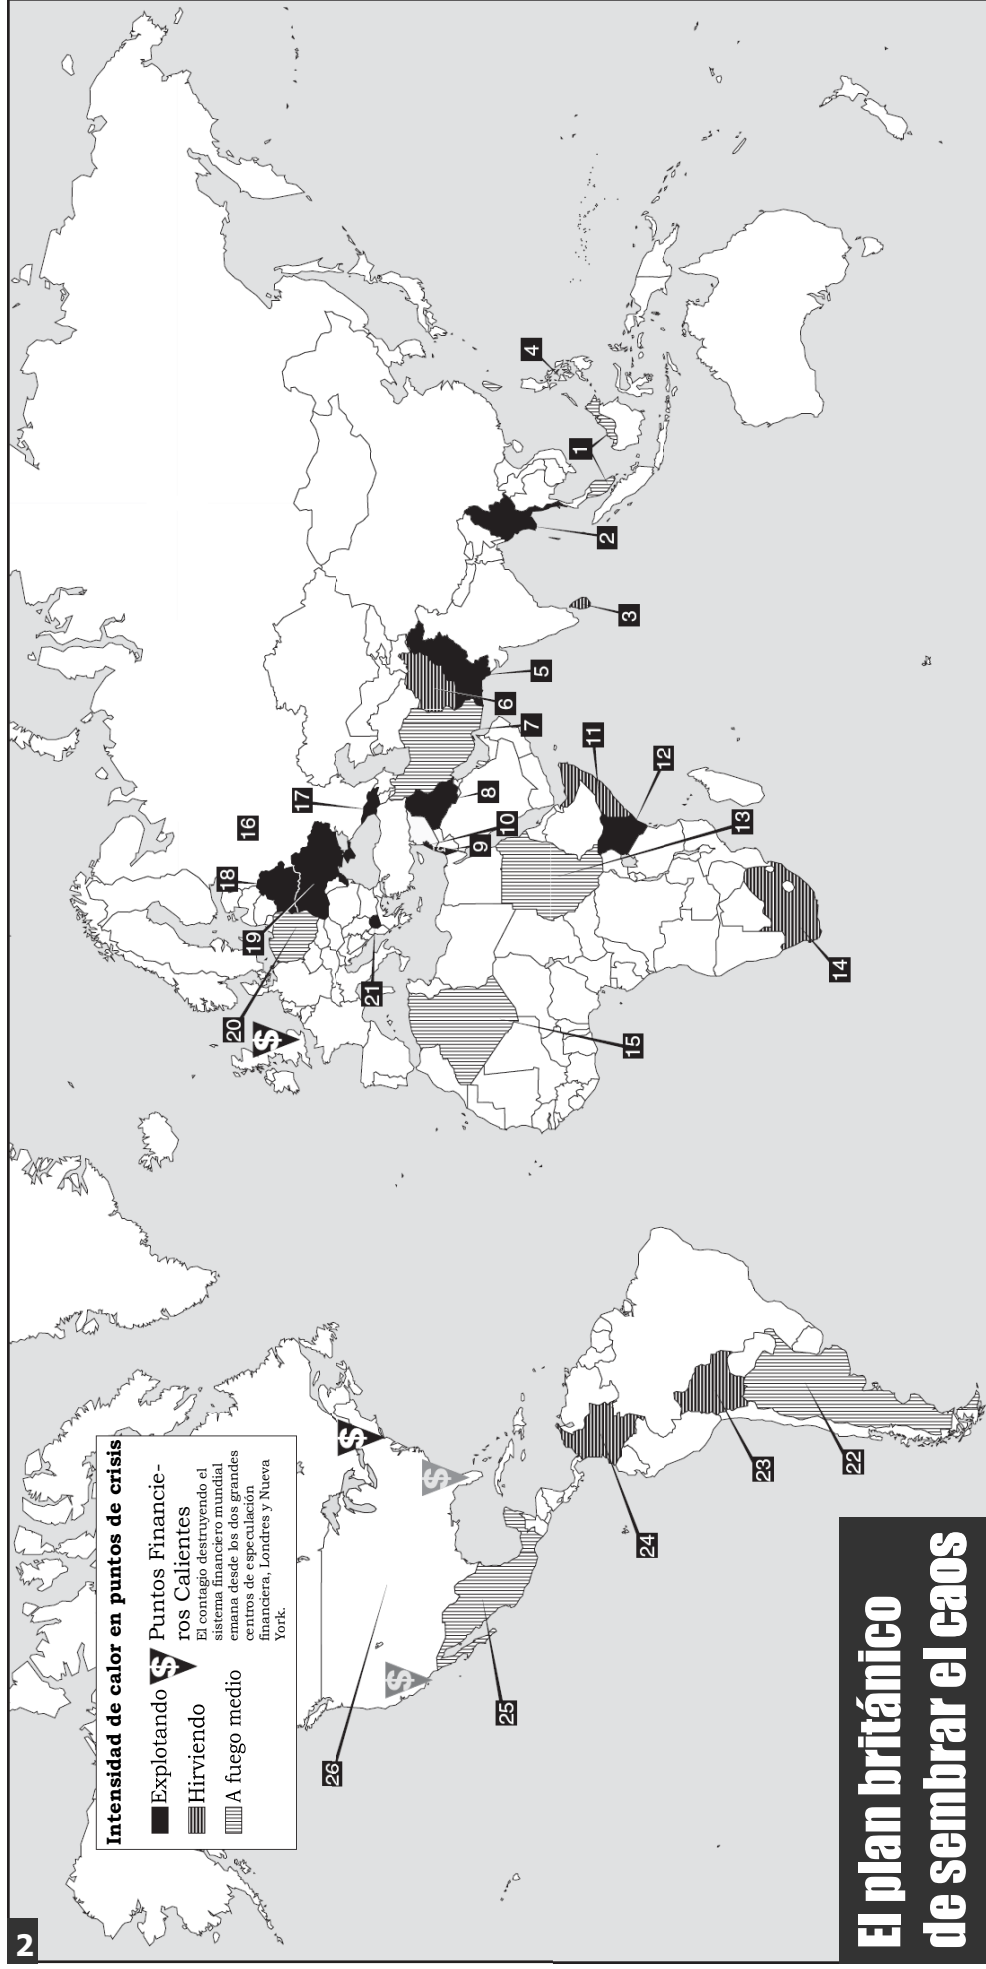 2
Intensidad de calor en puntos de crisis
Explotando
Hirviendo
A fuego medio
$
Puntos Financie-
ros Calientes
El contagio destruyendo el
sistema financiero mundial
emana desde los dos grandes
centros de especulación
financiera, Londres y Nueva
York.
$
$
$
$
1
2
3
4
5
6
7
8
9
10
11
12
13
14
15
16
17
18
19
20
21
22
23
24
25
26
El plan británico
de sembrar el caos